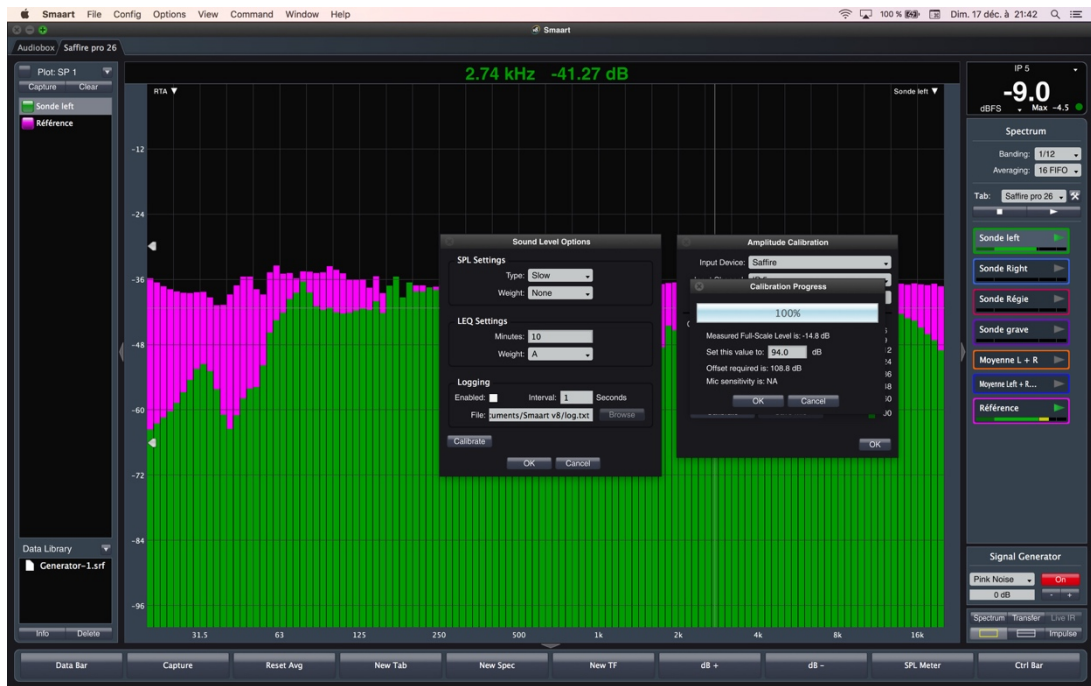 Smaart File Config Options View Command Window Help 100 % Dim. 17 déc. à 21:42
Smaart
Audiobox Saffire pro 26
Plot: SP 1
Capture Clear
Sonde left
Référence
2.74 kHz -41.27 dB
RTA Sonde left
-12
-24
-36
-48
-60
-72
-84
-96
31.5 63 125 250 500 1k 2k 4k 8k 16k
Sound Level Options
SPL Settings
Type: Slow
Weight: None
LEQ Settings
Minutes: 10
Weight: A
Logging
Enabled: Interval: 1 Seconds
File: :uments/Smaart v8/log.txt Browse
Calibrate
OK Cancel
Amplitude Calibration
Input Device: Saffire
Calibration Progress
100%
Measured Full-Scale Level is: -14.8 dB
Set this value to: 94.0 dB
Offset required is: 108.8 dB
Mic sensitivity is: NA
OK Cancel
OK
Data Library
Generator-1.srf
Info Delete
IP 5
-9.0
dBFS Max -4.5
Spectrum
Banding: 1/12
Averaging: 16 FIFO
Tab: Saffire pro 26
Sonde left
Sonde Right
Sonde Régie
Sonde grave
Moyenne L + R
Moyenne Left + R...
Référence
Signal Generator
Pink Noise On
0 dB - +
Spectrum Transfer Live IR
Impulse
Data Bar Capture Reset Avg New Tab New Spec New TF dB + dB - SPL Meter Ctrl Bar